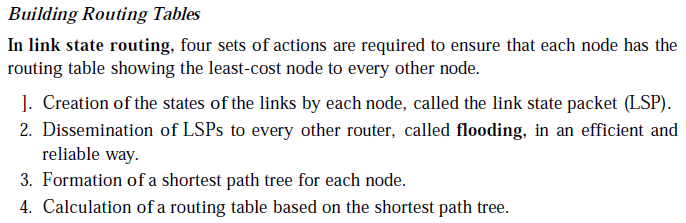 Building Routing Tables
In link state routing, four sets of actions are required to ensure that each node has the
routing table showing the least-cost node to every other node.
]. Creation of the states of the links by each node, called the link state packet (LSP).
2. Dissemination of LSPs to every other router, called flooding, in an efficient and
reliable way.
3. Formation of a shortest path tree for each node.
4. Calculation of a routing table based on the shortest path tree.